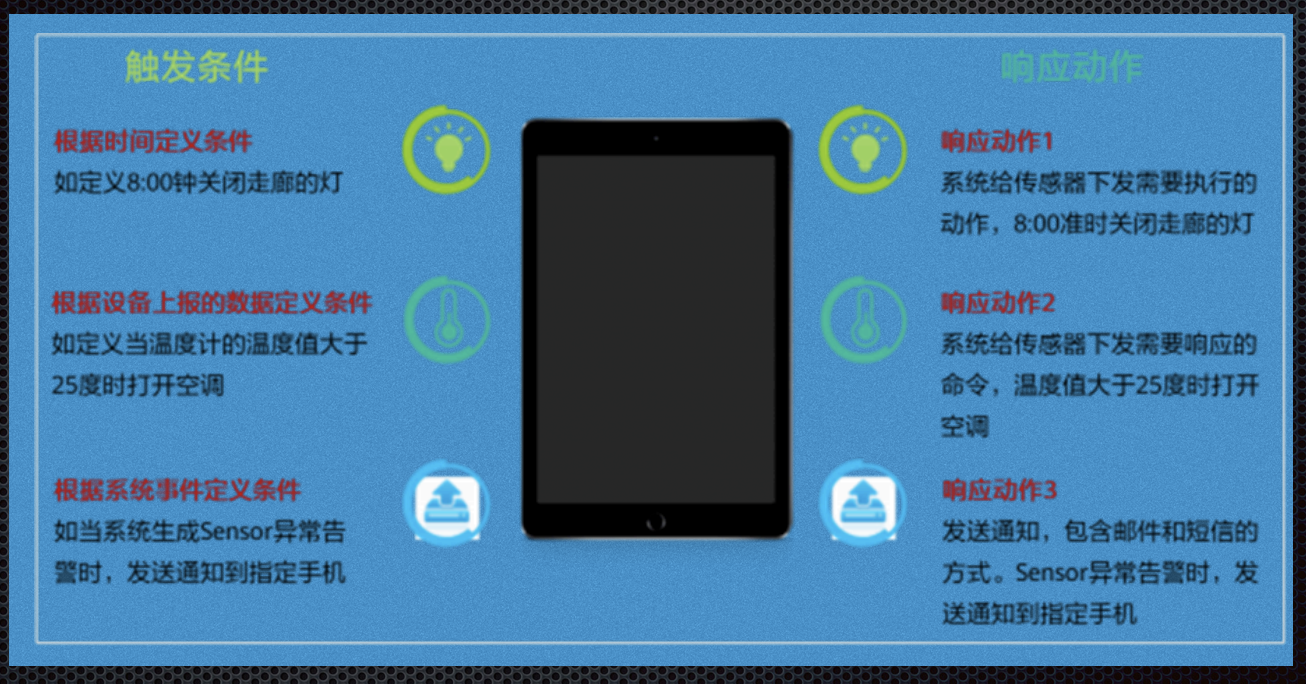 触发条件
根据时间定义条件
如定义8:00钟关闭走廊的灯
根据设备上报的数据定义条件
如定义当温度计的温度值大于
25度时打开空调
根据系统事件定义条件
如当系统生成Sensor异常告
警时，发送通知到指定手机
响应动作
响应动作1
系统给传感器下发需要执行的
动作，8:00准时关闭走廊的灯
响应动作2
系统给传感器下发需要响应的
命令，温度值大于25度时打开
空调
响应动作3
发送通知，包含邮件和短信的
方式。Sensor异常告警时，发
送通知到指定手机